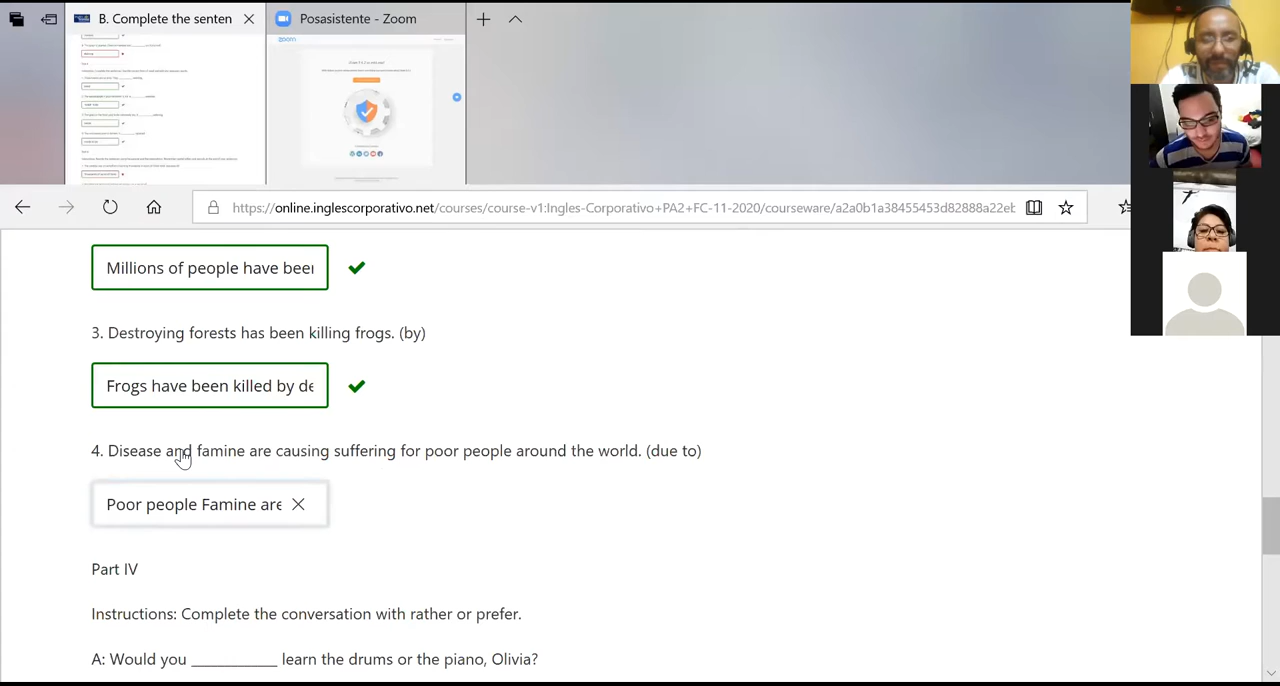 B. Complete the senten
Posasistente - Zoom
zoom
https://online.inglescorporativo.net/courses/course-v1:Ingles-Corporativo+PA2+FC-11-2020/courseware/a2a0b1a38455453d82888a22eb
Millions of people have been
3. Destroying forests has been killing frogs. (by)
Frogs have been killed by de
4. Disease and famine are causing suffering for poor people around the world. (due to)
Poor people Famine are
Part IV
Instructions: Complete the conversation with rather or prefer.
A: Would you ___________ learn the drums or the piano, Olivia?